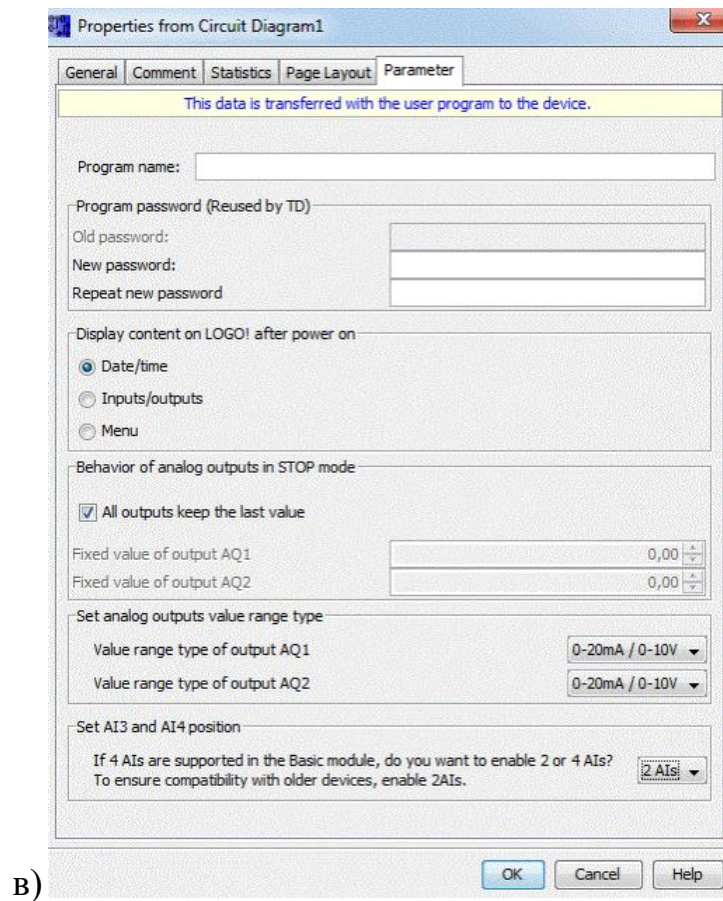 Properties from Circuit Diagram1
General Comment Statistics Page Layout Parameter
This data is transferred with the user program to the device.
Program name:
Program password (Reused by TD)
Old password:
New password:
Repeat new password
Display content on LOGO! after power on
Date/time
Inputs/outputs
Menu
Behavior of analog outputs in STOP mode
All outputs keep the last value
Fixed value of output AQ1 0,00
Fixed value of output AQ2 0,00
Set analog outputs value range type
Value range type of output AQ1 0-20mA / 0-10V
Value range type of output AQ2 0-20mA / 0-10V
Set AI3 and AI4 position
If 4 AIs are supported in the Basic module, do you want to enable 2 or 4 AIs?
To ensure compatibility with older devices, enable 2AIs.
2 AIs
OK Cancel Help
в)